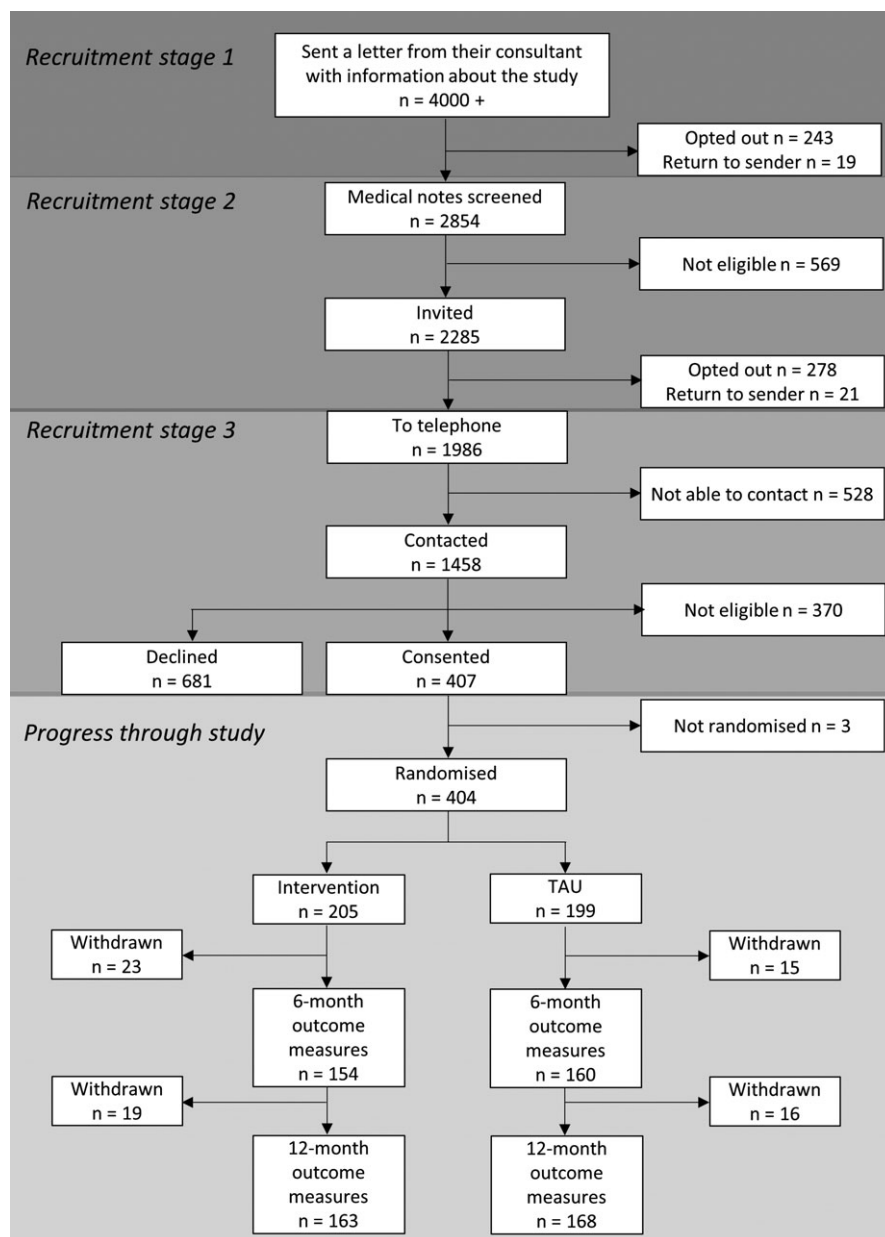 Recruitment stage 1
Sent a letter from their consultant
with information about the study
n = 4000 +
Opted out n = 243
Return to sender n = 19
Recruitment stage 2
Medical notes screened
n = 2854
Not eligible n = 569
Invited
n = 2285
Opted out n = 278
Return to sender n = 21
Recruitment stage 3
To telephone
n = 1986
Not able to contact n = 528
Contacted
n = 1458
Not eligible n = 370
Declined
n = 681
Consented
n = 407
Progress through study
Not randomised n = 3
Randomised
n = 404
Intervention
n = 205
TAU
n = 199
Withdrawn
n = 23
Withdrawn
n = 15
6-month
outcome
measures
n = 154
6-month
outcome
measures
n = 160
Withdrawn
n = 19
Withdrawn
n = 16
12-month
outcome
measures
n = 163
12-month
outcome
measures
n = 168